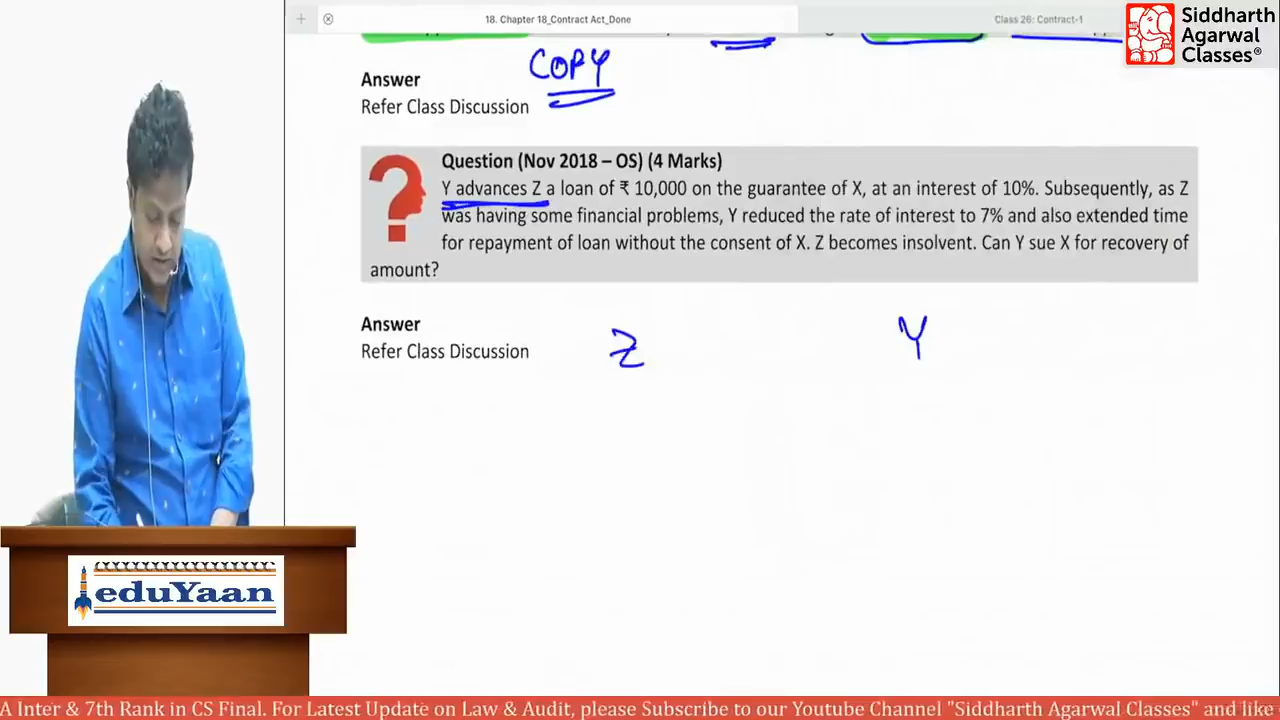 18. Chapter 18_Contract Act_Done
Class 26: Contract-1
Siddharth
Agarwal
Classes®
COPY
Answer
Refer Class Discussion
Question (Nov 2018 – OS) (4 Marks)
Y advances Z a loan of ₹ 10,000 on the guarantee of X, at an interest of 10%. Subsequently, as Z
was having some financial problems, Y reduced the rate of interest to 7% and also extended time
for repayment of loan without the consent of X. Z becomes insolvent. Can Y sue X for recovery of
amount?
Answer
Refer Class Discussion
Z
Y
eduYaan
A Inter & 7th Rank in CS Final. For Latest Update on Law & Audit, please Subscribe to our Youtube Channel "Siddharth Agarwal Classes" and like